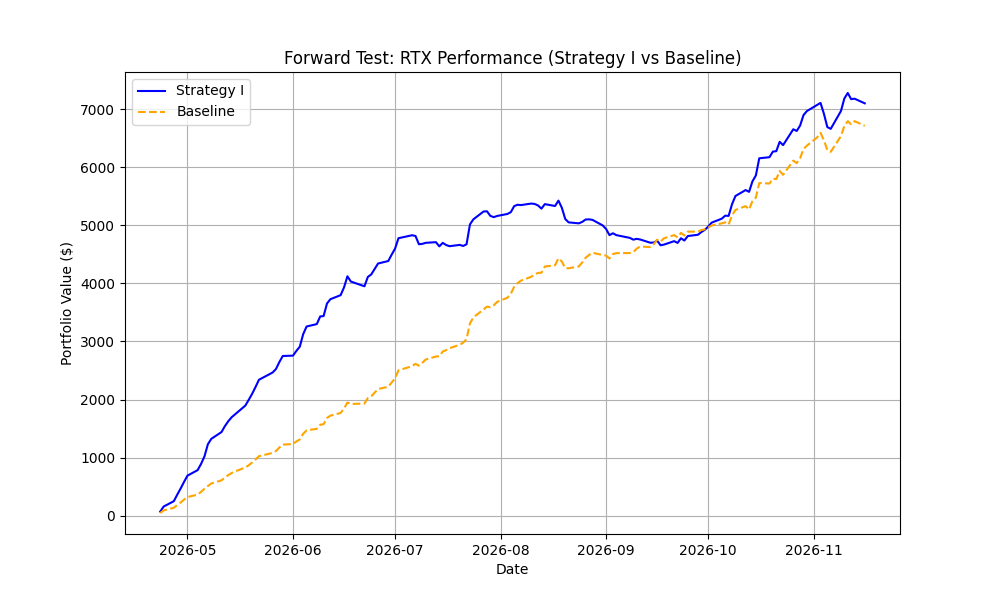 Forward Test: RTX Performance (Strategy I vs Baseline)
Strategy I
Baseline
Portfolio Value ($)
7000
6000
5000
4000
3000
2000
1000
0
2026-05 2026-06 2026-07 2026-08 2026-09 2026-10 2026-11
Date